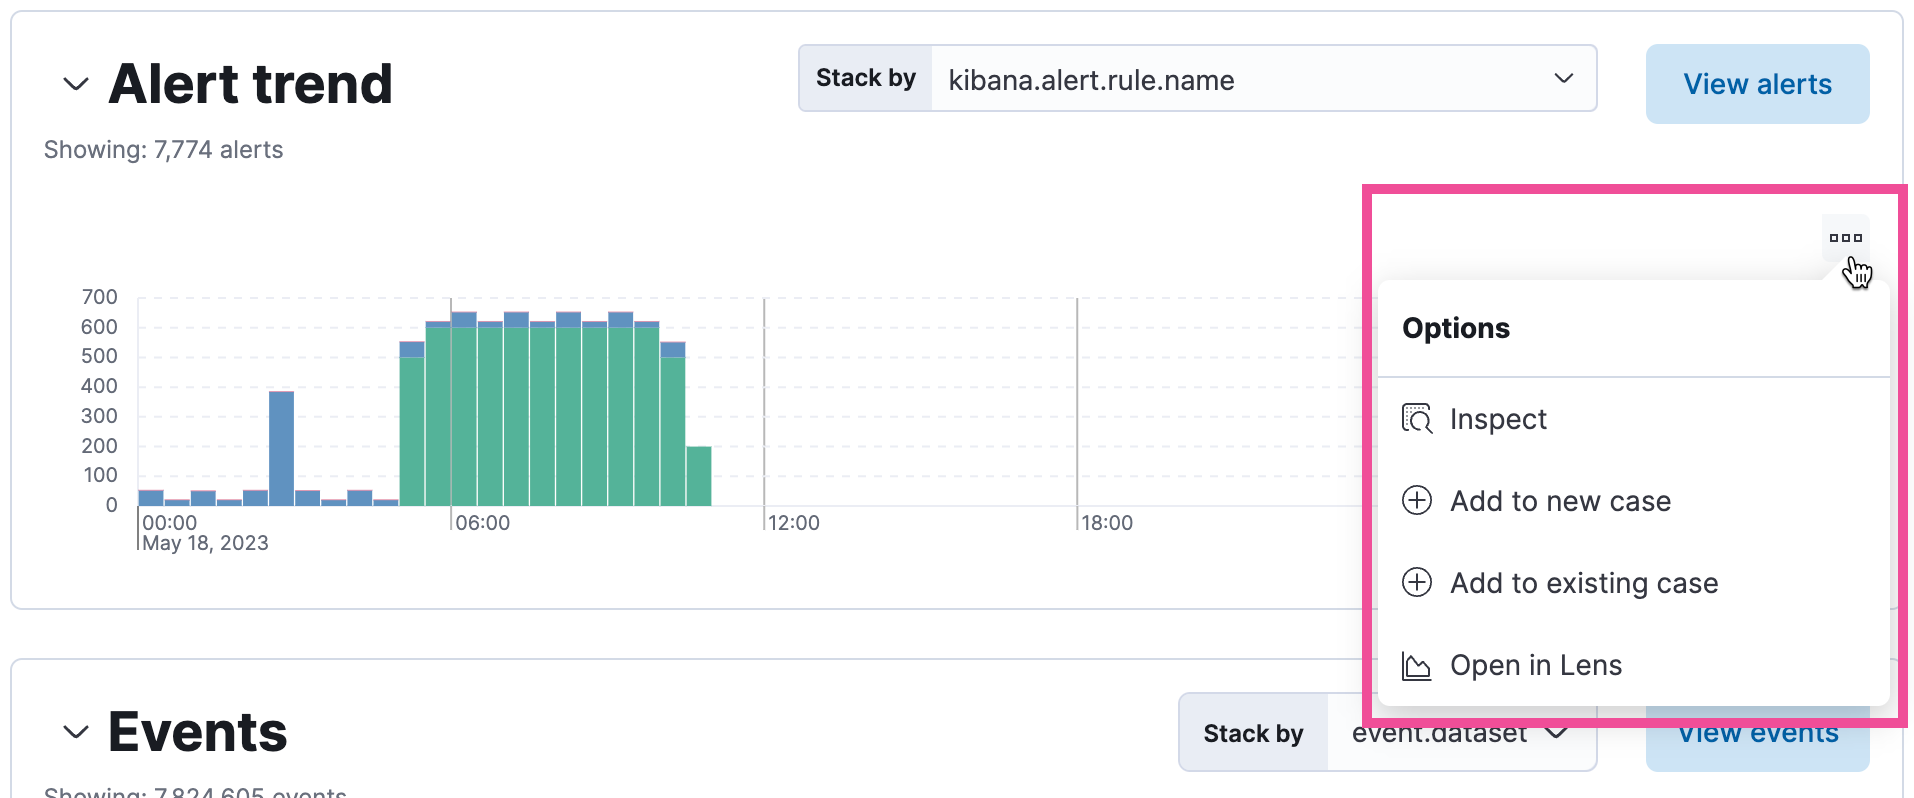 Alert trend
Stack by kibana.alert.rule.name
View alerts
Showing: 7,774 alerts
700
600
500
400
300
200
100
0
00:00 06:00 12:00 18:00
May 18, 2023
Options
Inspect
Add to new case
Add to existing case
Open in Lens
Events
Stack by event.dataset
View events
Showing: 7,824,605 events